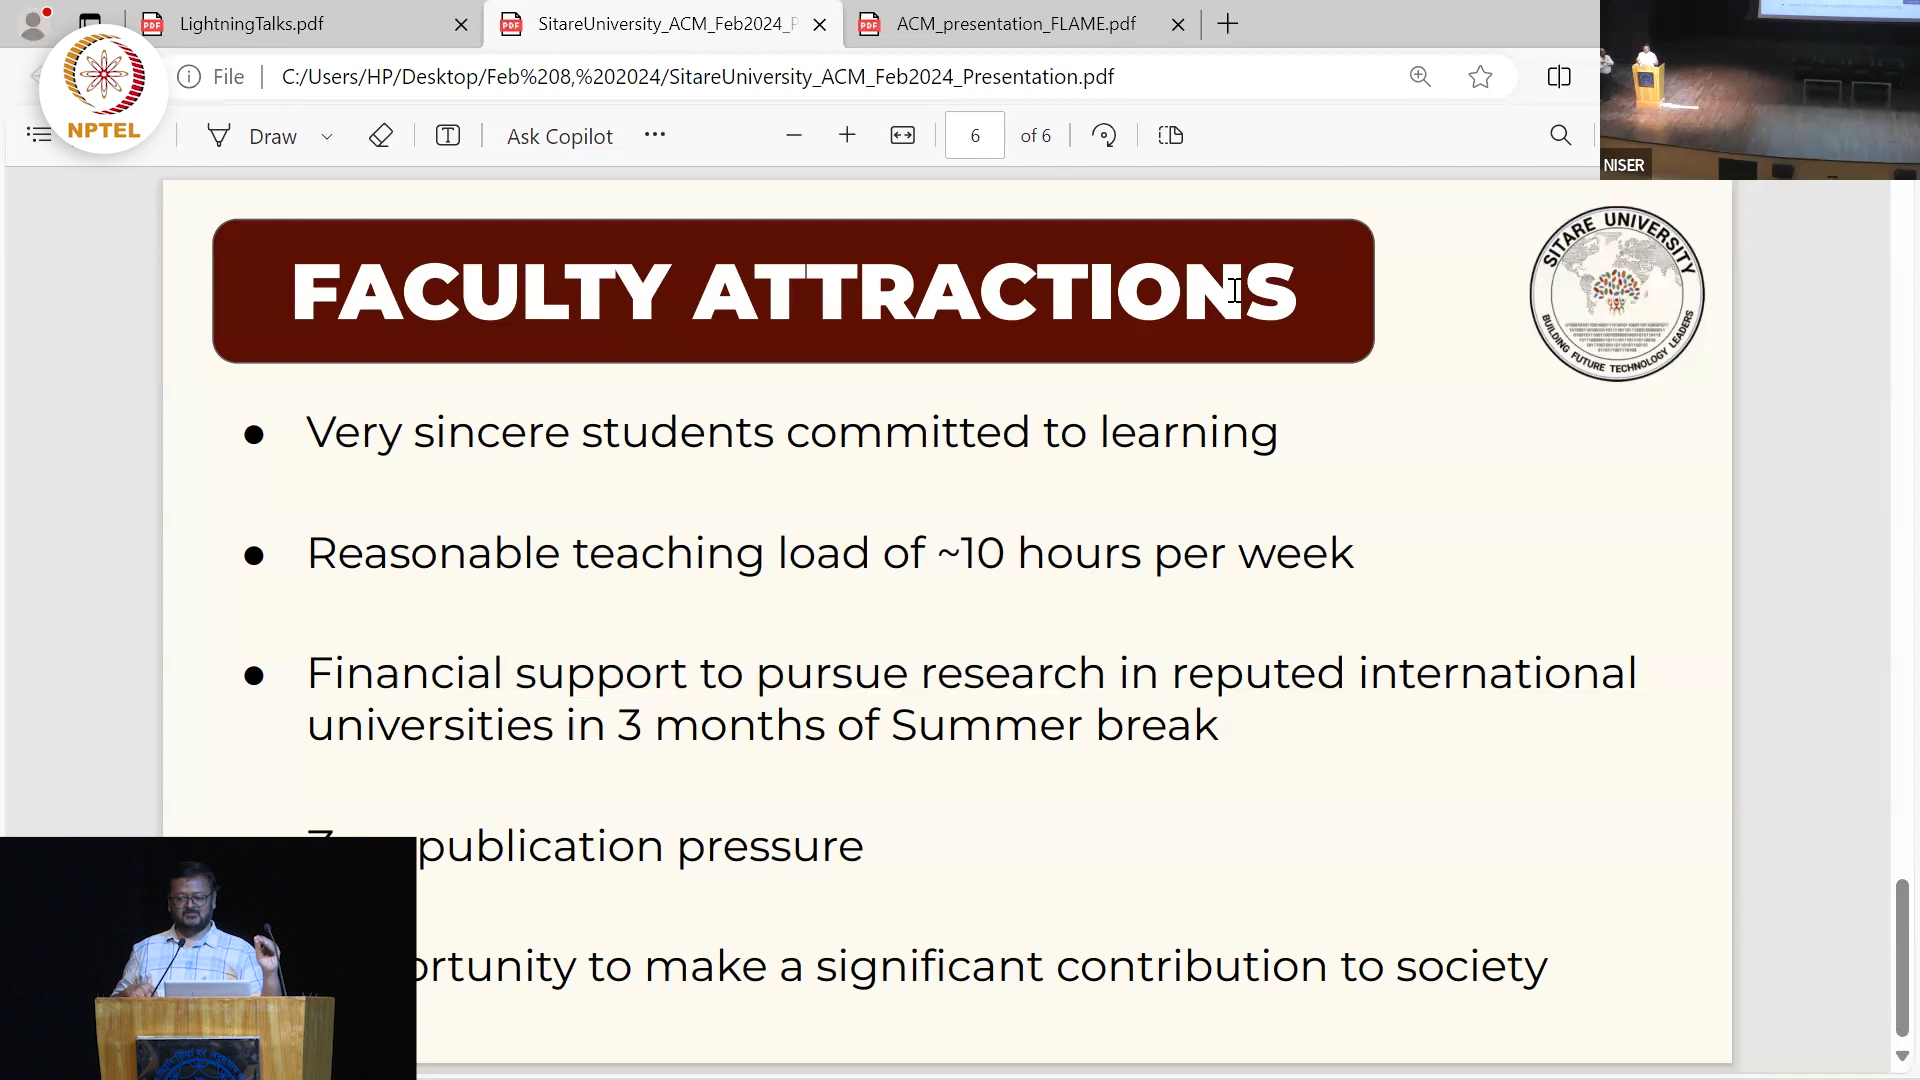 LightningTalks.pdf
SitareUniversity_ACM_Feb2024_P
ACM_presentation_FLAME.pdf
NPTEL
File
C:/Users/HP/Desktop/Feb%208,%202024/SitareUniversity_ACM_Feb2024_Presentation.pdf
Draw
Ask Copilot
6 of 6
NISER
FACULTY ATTRACTIONS
SITARE UNIVERSITY
BUILDING FUTURE TECHNOLOGY LEADERS
● Very sincere students committed to learning
● Reasonable teaching load of ~10 hours per week
● Financial support to pursue research in reputed international
universities in 3 months of Summer break
publication pressure
ortunity to make a significant contribution to society